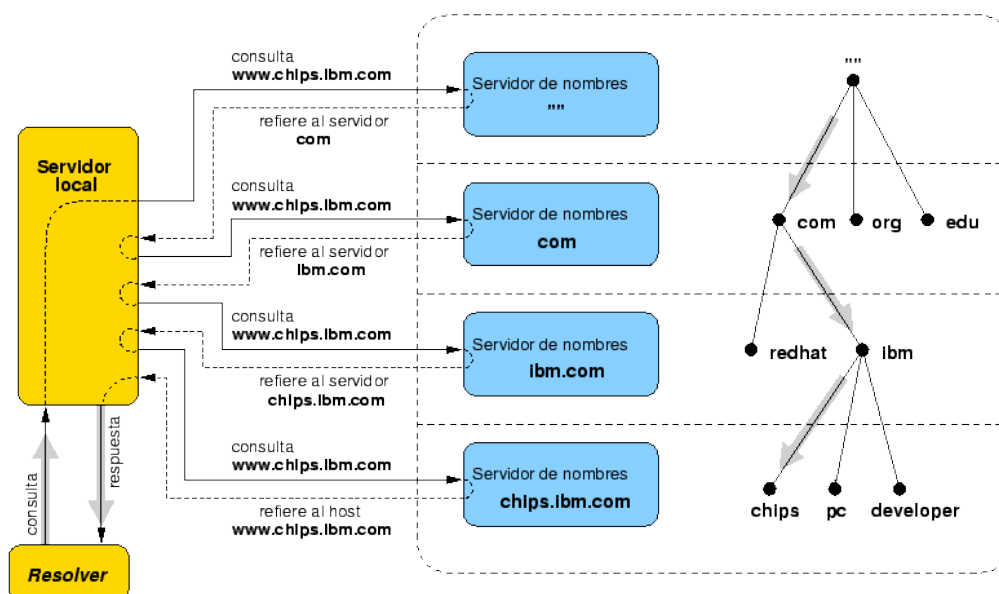 consulta
www.chips.ibm.com
Servidor de nombres
""
refiere al servidor
com
Servidor
local
consulta
www.chips.ibm.com
Servidor de nombres
com
refiere al servidor
ibm.com
consulta
www.chips.ibm.com
Servidor de nombres
ibm.com
refiere al servidor
chips.ibm.com
consulta
www.chips.ibm.com
Servidor de nombres
chips.ibm.com
refiere al host
www.chips.ibm.com
consulta
respuesta
Resolver
""
com
org
edu
redhat
ibm
chips
pc
developer